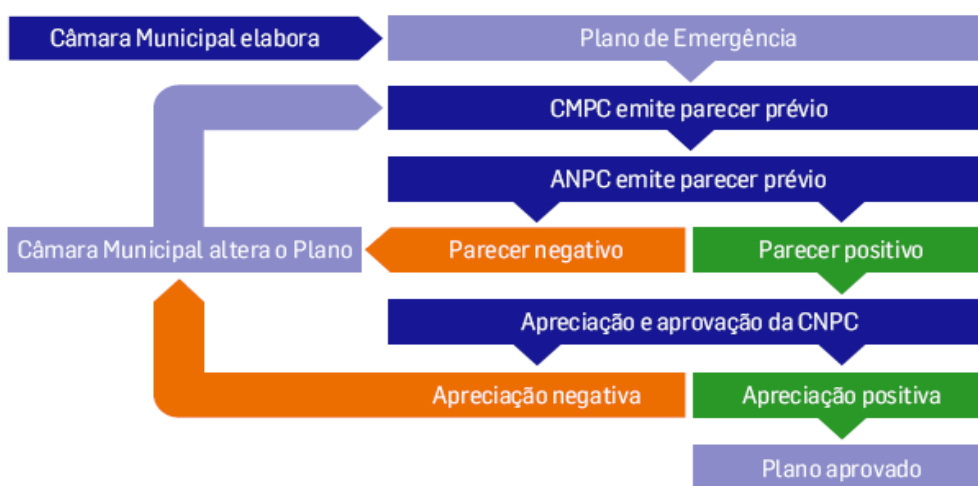 Câmara Municipal elabora
Plano de Emergência
CMPC emite parecer prévio
ANPC emite parecer prévio
Câmara Municipal altera o Plano
Parecer negativo
Parecer positivo
Apreciação e aprovação da CNPC
Apreciação negativa
Apreciação positiva
Plano aprovado